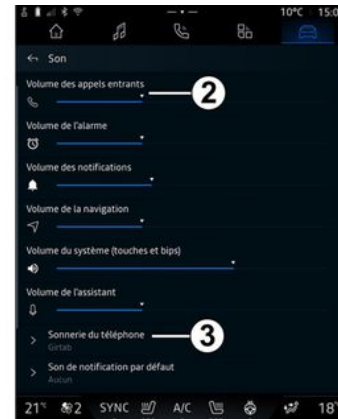 10°C 15:0
Son
Volume des appels entrants
2
Volume de l'alarme
Volume des notifications
Volume de la navigation
Volume du système (touches et bips)
Volume de l'assistant
Sonnerie du téléphone
3
Girtab
Son de notification par défaut
Aucun
21° 2 SYNC A/C 18°